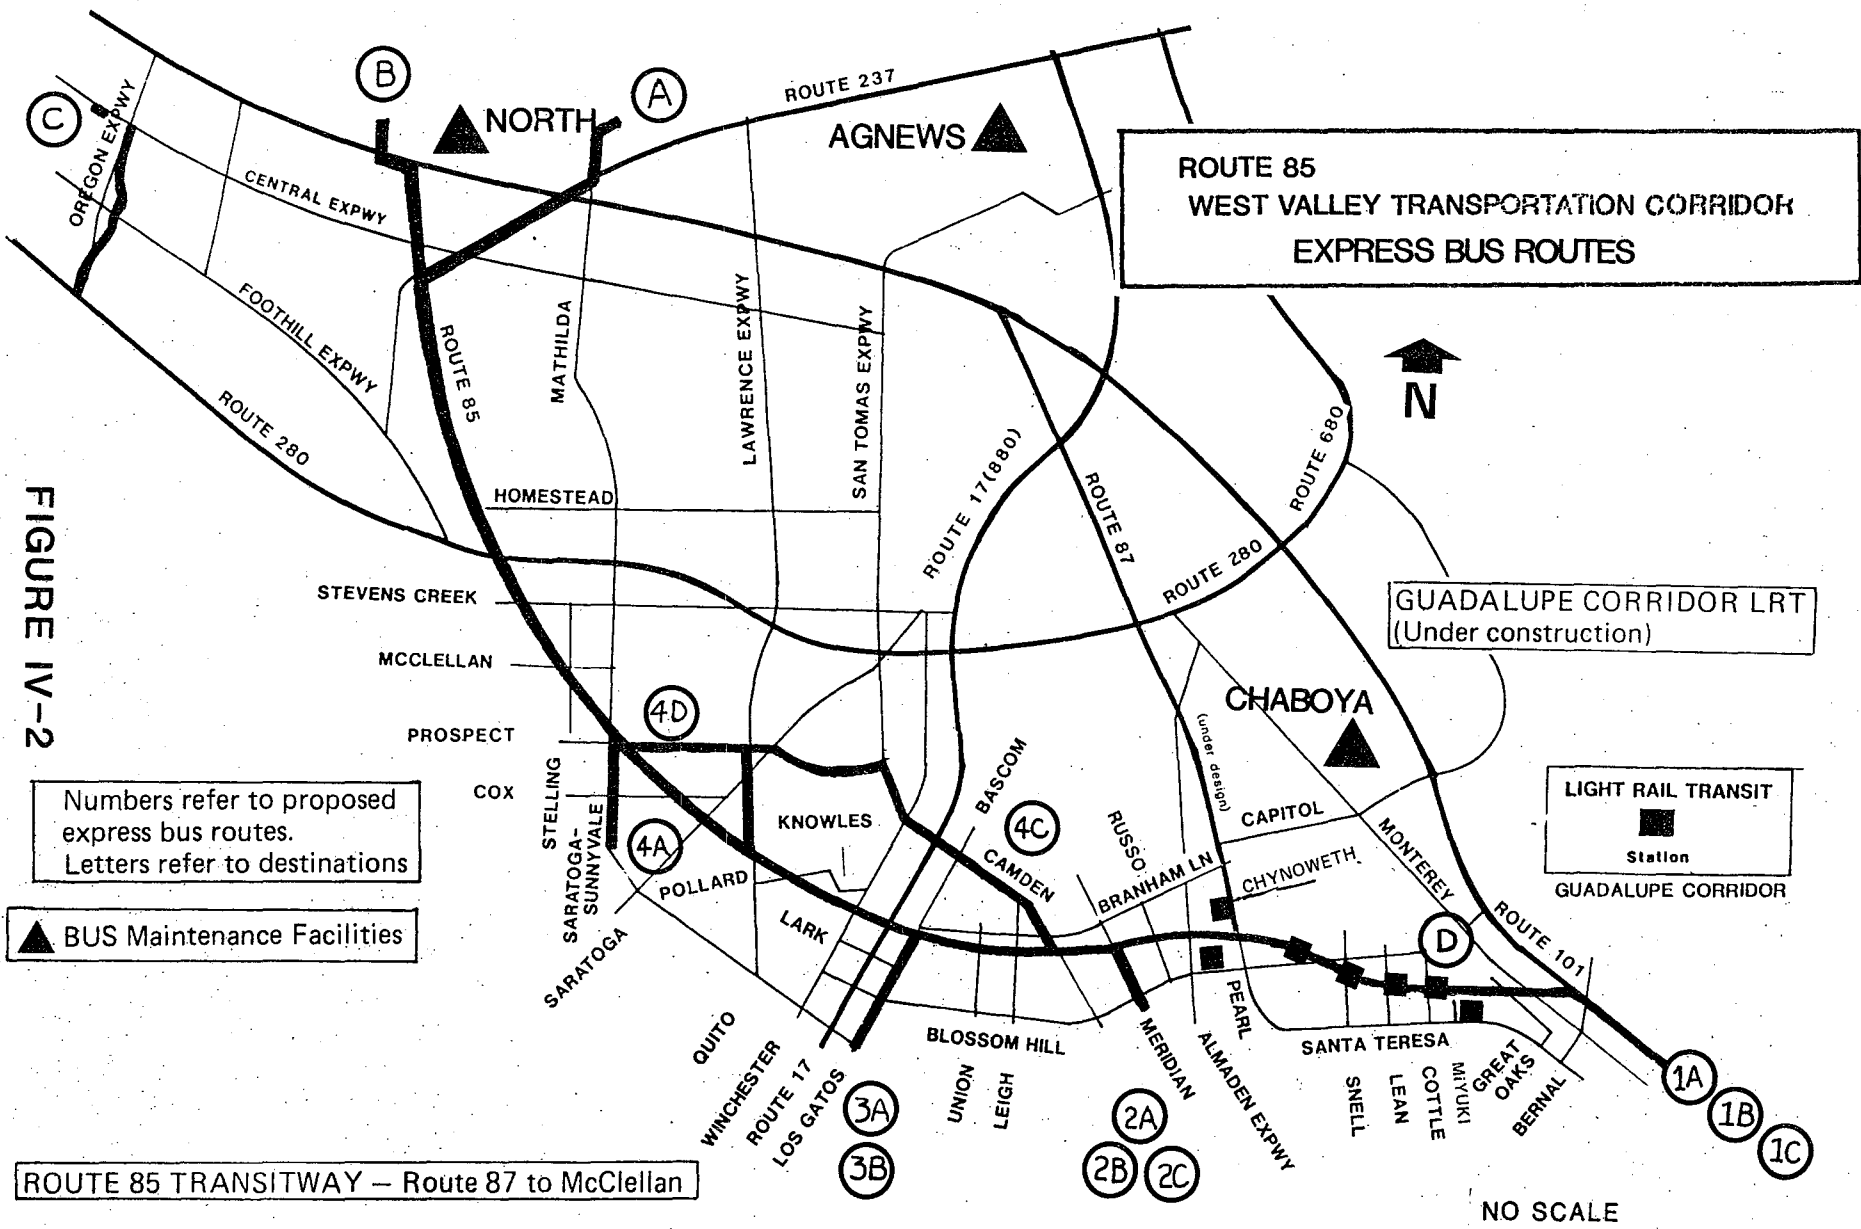 B
A
C
NORTH
ROUTE 237
AGNEWS
OREGON EXPWY
CENTRAL EXPWY
ROUTE 85
WEST VALLEY TRANSPORTATION CORRIDOR
EXPRESS BUS ROUTES
FOOTHILL EXPWY
ROUTE 85
MATHILDA
LAWRENCE EXPWY
SAN TOMAS EXPWY
N
ROUTE 280
ROUTE 17(880)
ROUTE 87
ROUTE 680
HOMESTEAD
ROUTE 280
FIGURE IV-2
STEVENS CREEK
GUADALUPE CORRIDOR LRT
(Under construction)
MCCLELLAN
4D
CHABOYA
(under design)
PROSPECT
STELLING
COX
SARATOGA-
SUNNYVALE
4A
KNOWLES
BASCOM
4C
CAMDEN
RUSSO
CAPITOL
LIGHT RAIL TRANSIT
Station
GUADALUPE CORRIDOR
Numbers refer to proposed
express bus routes.
Letters refer to destinations
POLLARD
BRANHAM LN
CHYNOWETH
MONTEREY
BUS Maintenance Facilities
LARK
SARATOGA
D
ROUTE 101
QUITO
WINCHESTER
ROUTE 17
LOS GATOS
BLOSSOM HILL
UNION
LEIGH
MERIDIAN
ALMADEN EXPWY
PEARL
SANTA TERESA
SNELL
LEAN
COTTLE
MiYUKI
GREAT
OAKS
BERNAL
3A
3B
2A
2B
2C
1A
1B
1C
ROUTE 85 TRANSITWAY – Route 87 to McClellan
NO SCALE